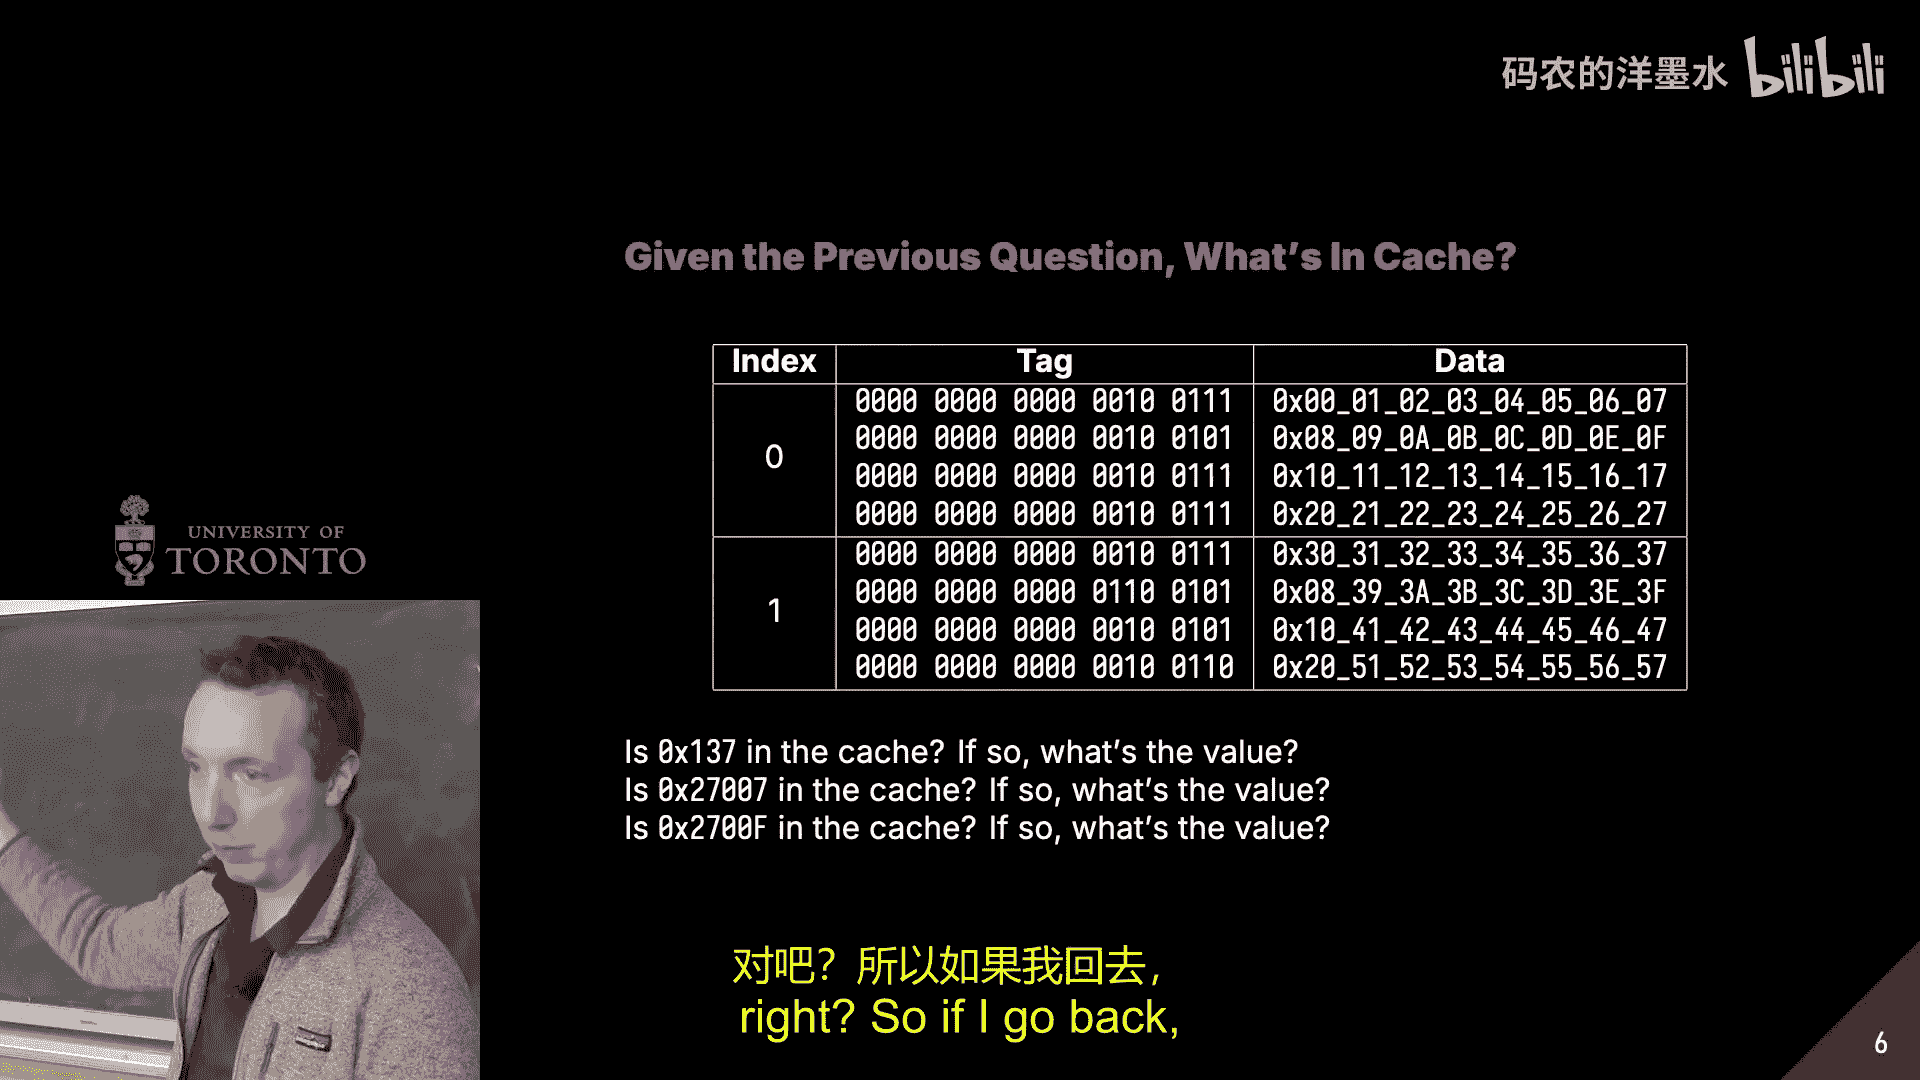 码农的洋墨水 bilibili
Given the Previous Question, What's In Cache?
Index Tag Data
0
0000 0000 0000 0010 0111 0x00_01_02_03_04_05_06_07
0000 0000 0000 0010 0101 0x08_09_0A_0B_0C_0D_0E_0F
0000 0000 0000 0010 0111 0x10_11_12_13_14_15_16_17
0000 0000 0000 0010 0111 0x20_21_22_23_24_25_26_27
1
0000 0000 0000 0010 0111 0x30_31_32_33_34_35_36_37
0000 0000 0000 0110 0101 0x08_39_3A_3B_3C_3D_3E_3F
0000 0000 0000 0010 0101 0x10_41_42_43_44_45_46_47
0000 0000 0000 0010 0110 0x20_51_52_53_54_55_56_57
UNIVERSITY OF
TORONTO
Is 0x137 in the cache? If so, what's the value?
Is 0x27007 in the cache? If so, what's the value?
Is 0x2700F in the cache? If so, what's the value?
对吧？所以如果我回去，
right? So if I go back,
6